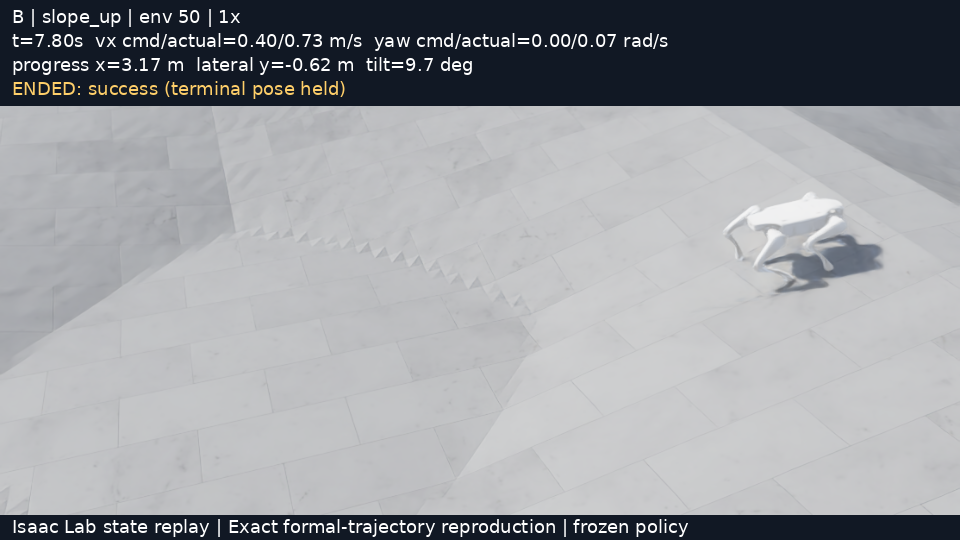 B | slope_up | env 50 | 1x
t=7.80s  vx cmd/actual=0.40/0.73 m/s  yaw cmd/actual=0.00/0.07 rad/s
progress x=3.17 m  lateral y=-0.62 m  tilt=9.7 deg
ENDED: success (terminal pose held)
Isaac Lab state replay | Exact formal-trajectory reproduction | frozen policy